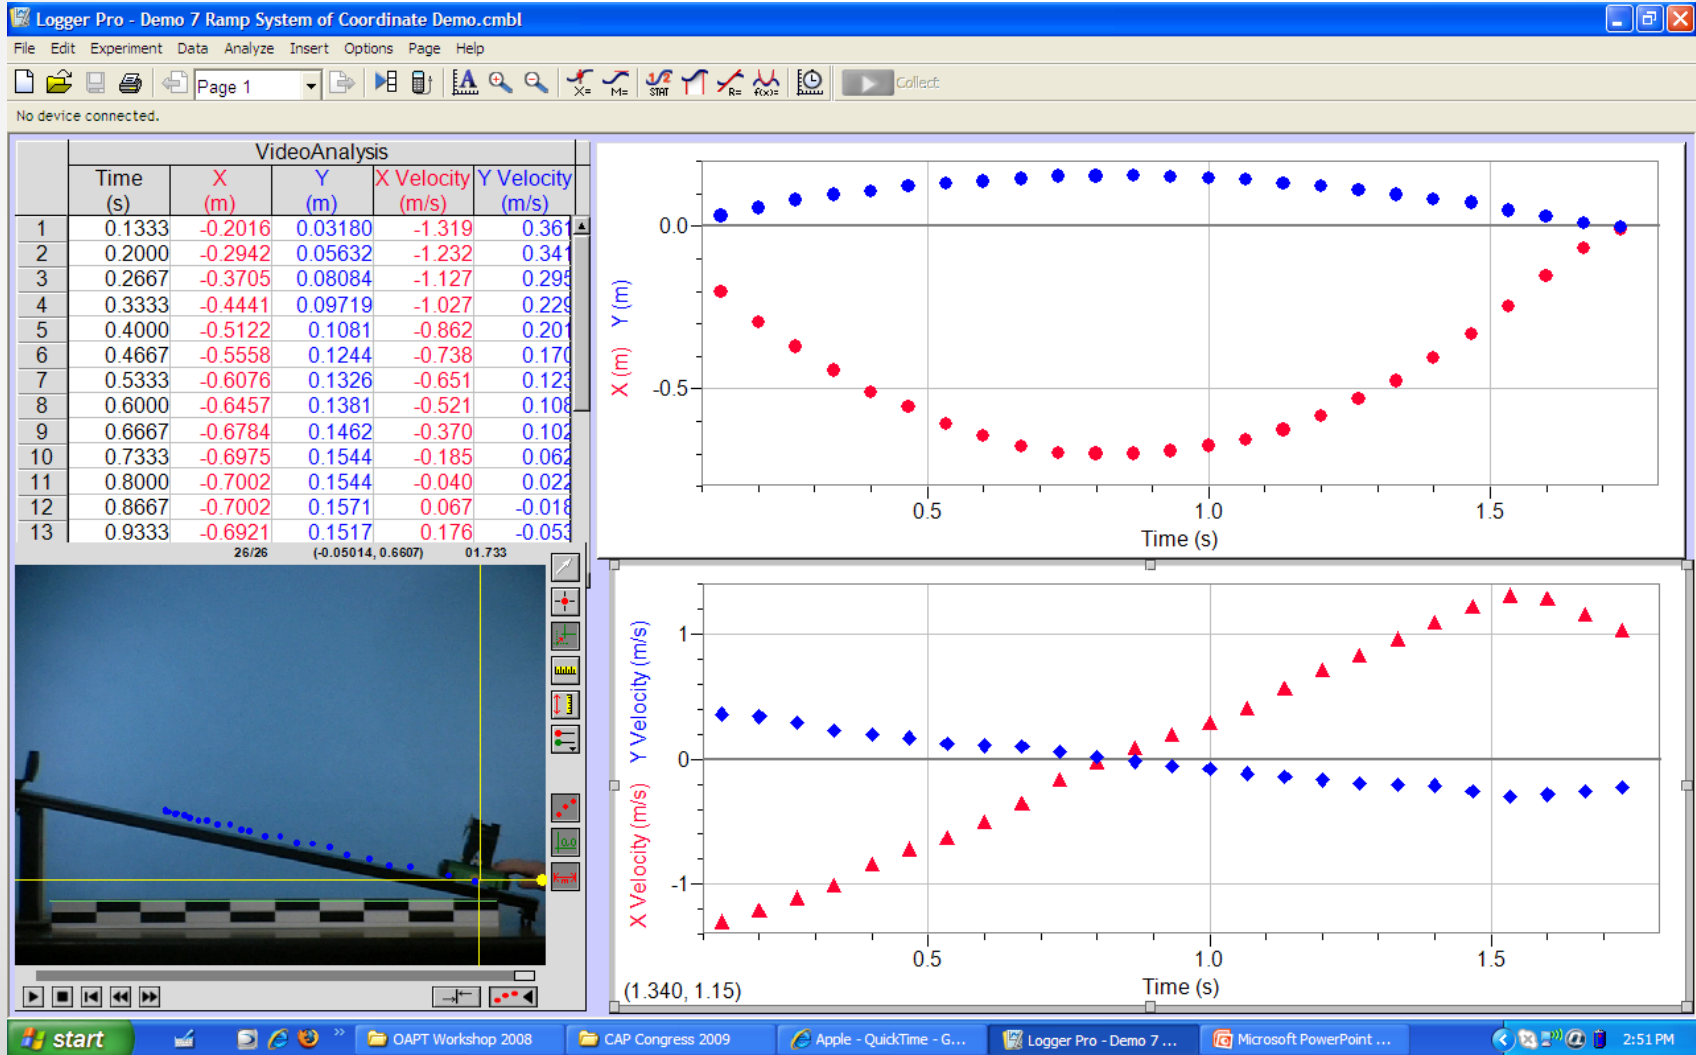 Logger Pro - Demo 7 Ramp System of Coordinate Demo.cmbl
File Edit Experiment Data Analyze Insert Options Page Help
Page 1
X= M= 1/2 STAT R= f(x)= Collect
No device connected.
VideoAnalysis
Time X Y X Velocity Y Velocity
(s) (m) (m) (m/s) (m/s)
1 0.1333 -0.2016 0.03180 -1.319 0.361
2 0.2000 -0.2942 0.05632 -1.232 0.341
3 0.2667 -0.3705 0.08084 -1.127 0.295
4 0.3333 -0.4441 0.09719 -1.027 0.229
5 0.4000 -0.5122 0.1081 -0.862 0.201
6 0.4667 -0.5558 0.1244 -0.738 0.170
7 0.5333 -0.6076 0.1326 -0.651 0.123
8 0.6000 -0.6457 0.1381 -0.521 0.108
9 0.6667 -0.6784 0.1462 -0.370 0.102
10 0.7333 -0.6975 0.1544 -0.185 0.062
11 0.8000 -0.7002 0.1544 -0.040 0.022
12 0.8667 -0.7002 0.1571 0.067 -0.018
13 0.9333 -0.6921 0.1517 0.176 -0.053
26/26 (-0.05014, 0.6607) 01.733
X (m) Y (m)
0.0
-0.5
0.5 1.0 1.5
Time (s)
X Velocity (m/s) Y Velocity (m/s)
1
0
-1
0.5 1.0 1.5
Time (s)
(1.340, 1.15)
start OAPT Workshop 2008 CAP Congress 2009 Apple - QuickTime - G... Logger Pro - Demo 7 ... Microsoft PowerPoint ... 2:51 PM